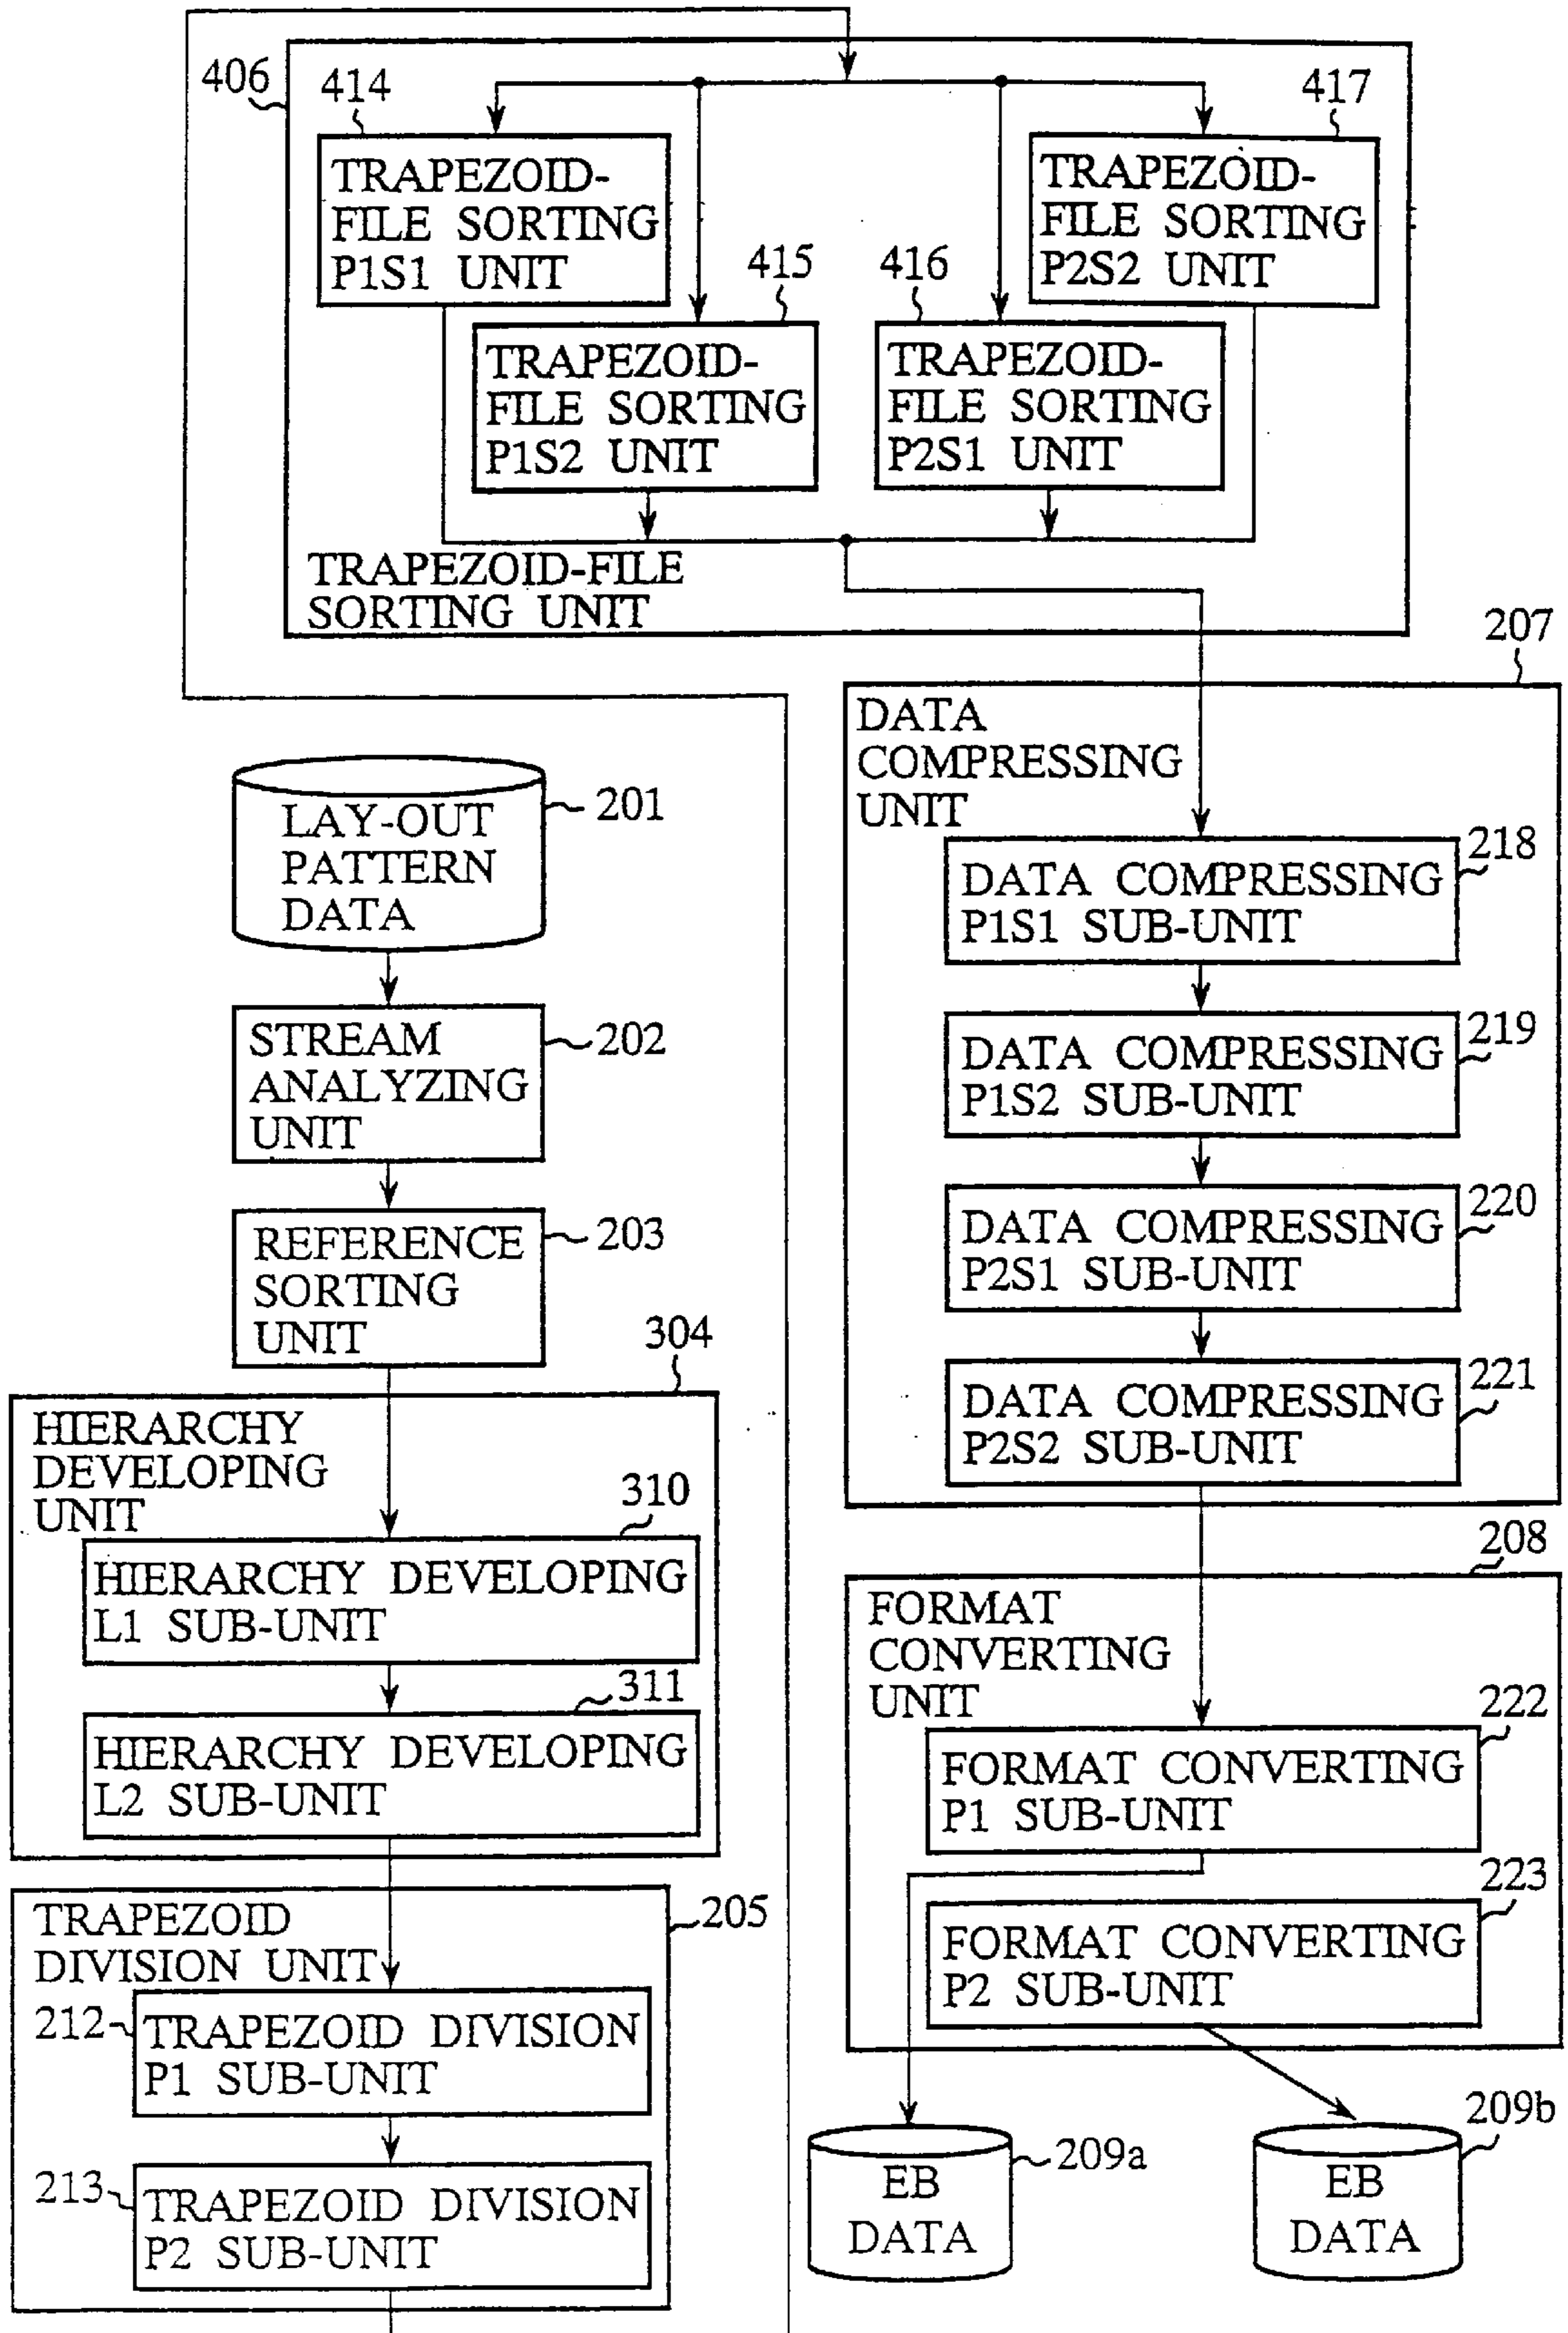 406
414
TRAPEZOID-
FILE SORTING
P1S1 UNIT
415
TRAPEZOID-
FILE SORTING
P1S2 UNIT
416
TRAPEZOID-
FILE SORTING
P2S1 UNIT
417
TRAPEZOID-
FILE SORTING
P2S2 UNIT
TRAPEZOID-FILE
SORTING UNIT
LAY-OUT
PATTERN
DATA
201
STREAM
ANALYZING
UNIT
202
REFERENCE
SORTING
UNIT
203
304
HIERARCHY
DEVELOPING
UNIT
310
HIERARCHY DEVELOPING
L1 SUB-UNIT
311
HIERARCHY DEVELOPING
L2 SUB-UNIT
205
TRAPEZOID
DIVISION UNIT
212
TRAPEZOID DIVISION
P1 SUB-UNIT
213
TRAPEZOID DIVISION
P2 SUB-UNIT
207
DATA
COMPRESSING
UNIT
218
DATA COMPRESSING
P1S1 SUB-UNIT
219
DATA COMPRESSING
P1S2 SUB-UNIT
220
DATA COMPRESSING
P2S1 SUB-UNIT
221
DATA COMPRESSING
P2S2 SUB-UNIT
208
FORMAT
CONVERTING
UNIT
222
FORMAT CONVERTING
P1 SUB-UNIT
223
FORMAT CONVERTING
P2 SUB-UNIT
EB
DATA
209a
EB
DATA
209b